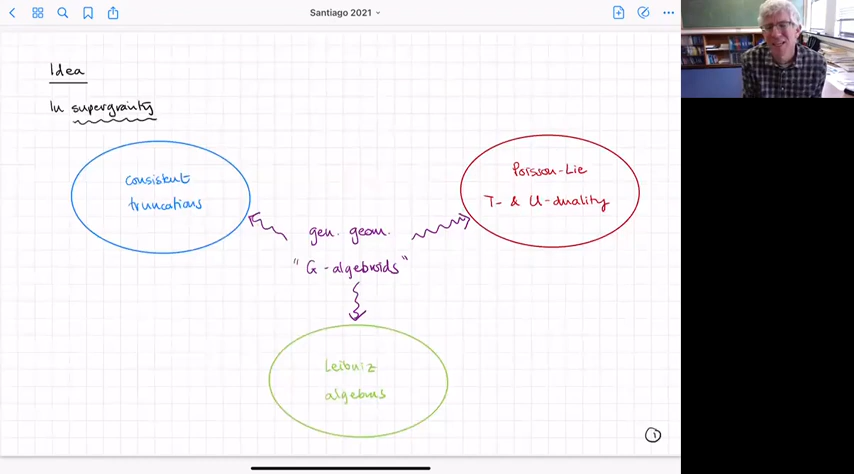 Santiago 2021
Idea
In supergravity
consistent
truncations
Poisson-Lie
T- & U-duality
gen. geom.
"G-algebroids"
Leibniz
algebras
1